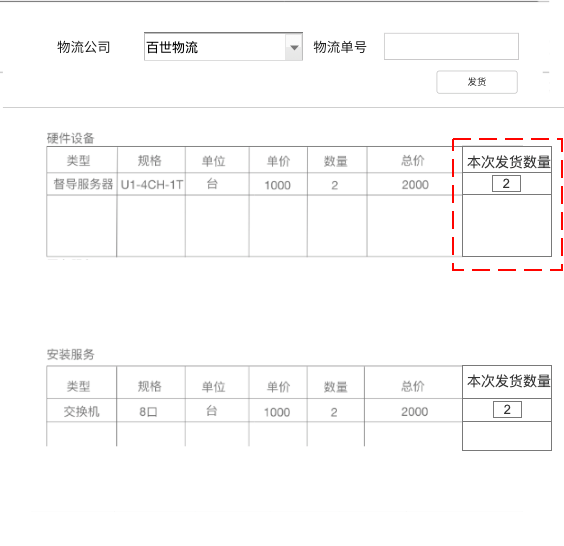 物流公司 百世物流 物流单号
发货
硬件设备
类型 规格 单位 单价 数量 总价 本次发货数量
督导服务器 U1-4CH-1T 台 1000 2 2000 2
安装服务
类型 规格 单位 单价 数量 总价 本次发货数量
交换机 8口 台 1000 2 2000 2